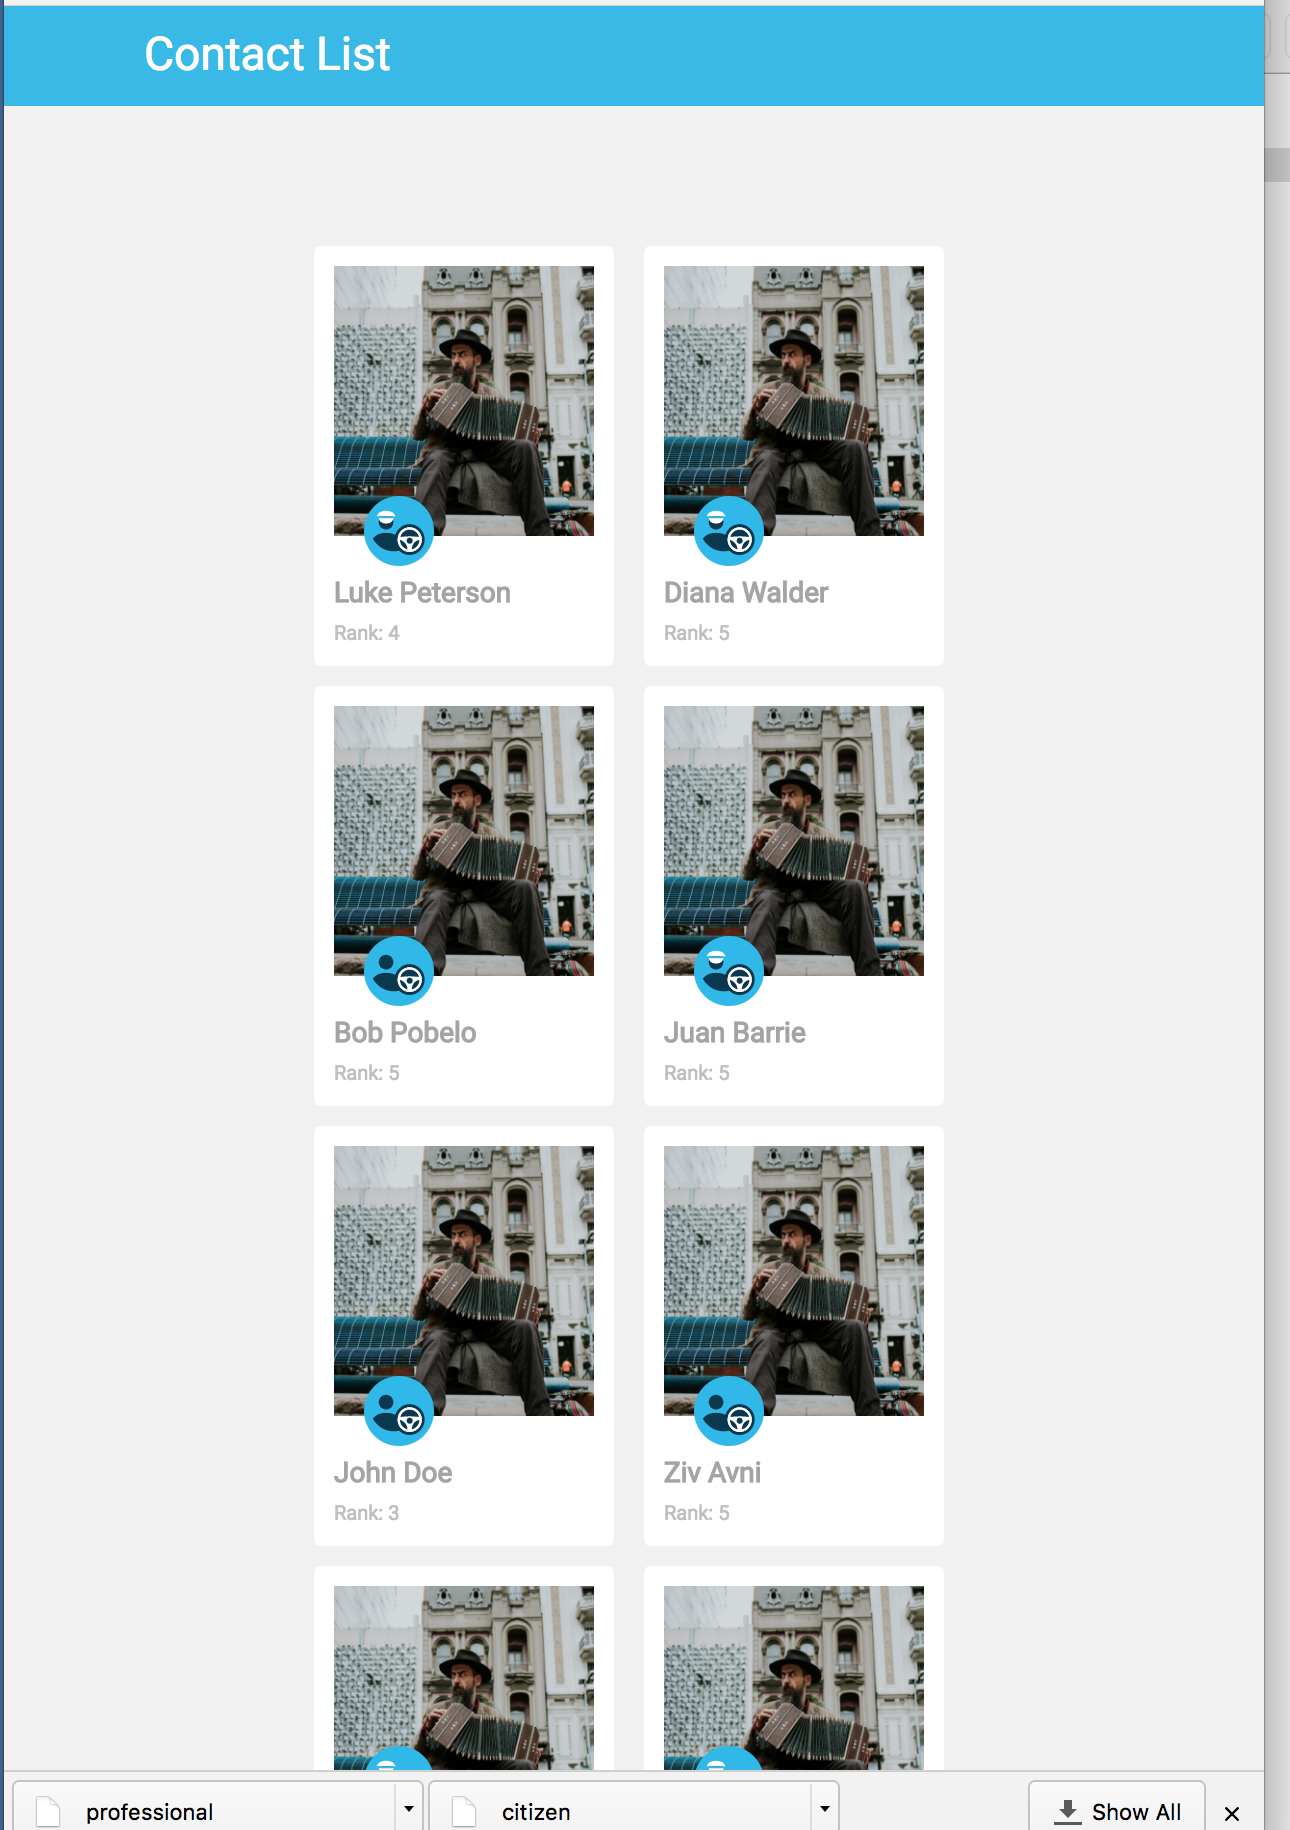 Contact List
Luke Peterson
Rank: 4
Diana Walder
Rank: 5
Bob Pobelo
Rank: 5
Juan Barrie
Rank: 5
John Doe
Rank: 3
Ziv Avni
Rank: 5
professional
citizen
Show All